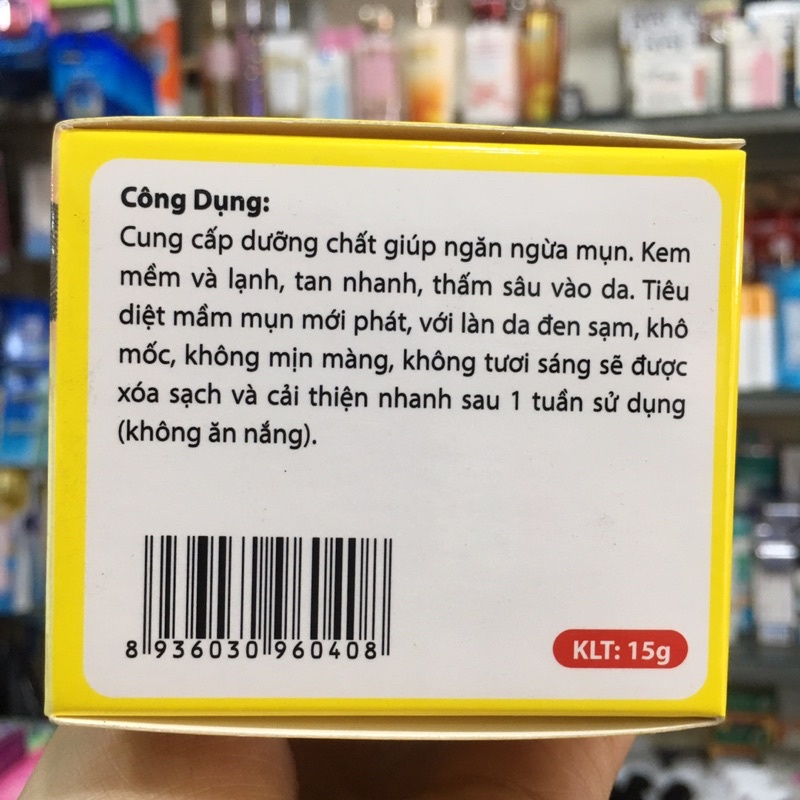 Công Dụng:
Cung cấp dưỡng chất giúp ngăn ngừa mụn. Kem
mềm và lạnh, tan nhanh, thấm sâu vào da. Tiêu
diệt mầm mụn mới phát, với làn da đen sạm, khô
mốc, không mịn màng, không tươi sáng sẽ được
xóa sạch và cải thiện nhanh sau 1 tuần sử dụng
(không ăn nắng).
8 936030 960408
KLT: 15g